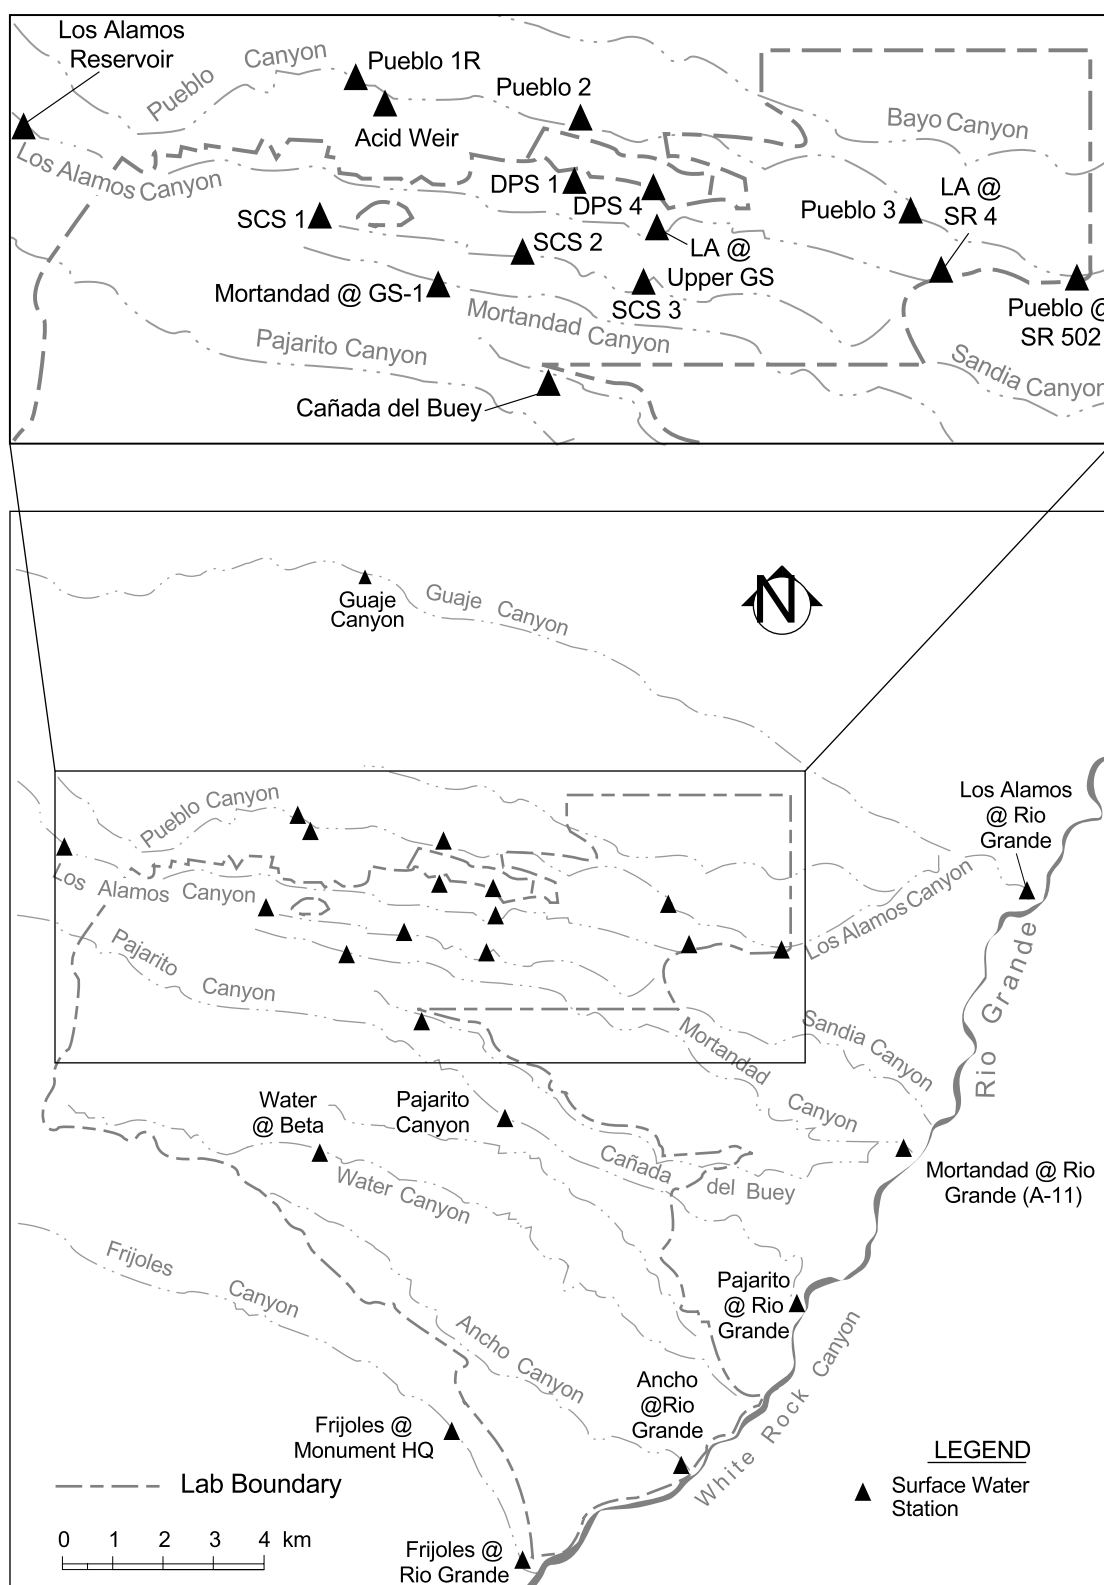 Los Alamos
Reservoir
Pueblo Canyon
Pueblo 1R
Acid Weir
Pueblo 2
Bayo Canyon
Los Alamos Canyon
DPS 1
DPS 4
SCS 1
SCS 2
LA @
Upper GS
Pueblo 3
LA @
SR 4
Mortandad @ GS-1
SCS 3
Mortandad Canyon
Pueblo @
SR 502
Pajarito Canyon
Sandia Canyon
Cañada del Buey
Guaje
Canyon
Guaje Canyon
N
Los Alamos
@ Rio
Grande
Pueblo Canyon
Los Alamos Canyon
Los Alamos Canyon
Pajarito Canyon
Rio Grande
Sandia Canyon
Mortandad Canyon
Water
@ Beta
Pajarito
Canyon
Cañada del Buey
Mortandad @ Rio
Grande (A-11)
Water Canyon
Frijoles Canyon
Pajarito
@ Rio
Grande
Ancho Canyon
Ancho
@Rio
Grande
White Rock Canyon
Frijoles @
Monument HQ
LEGEND
Surface Water
Station
Lab Boundary
0 1 2 3 4 km
Frijoles @
Rio Grande